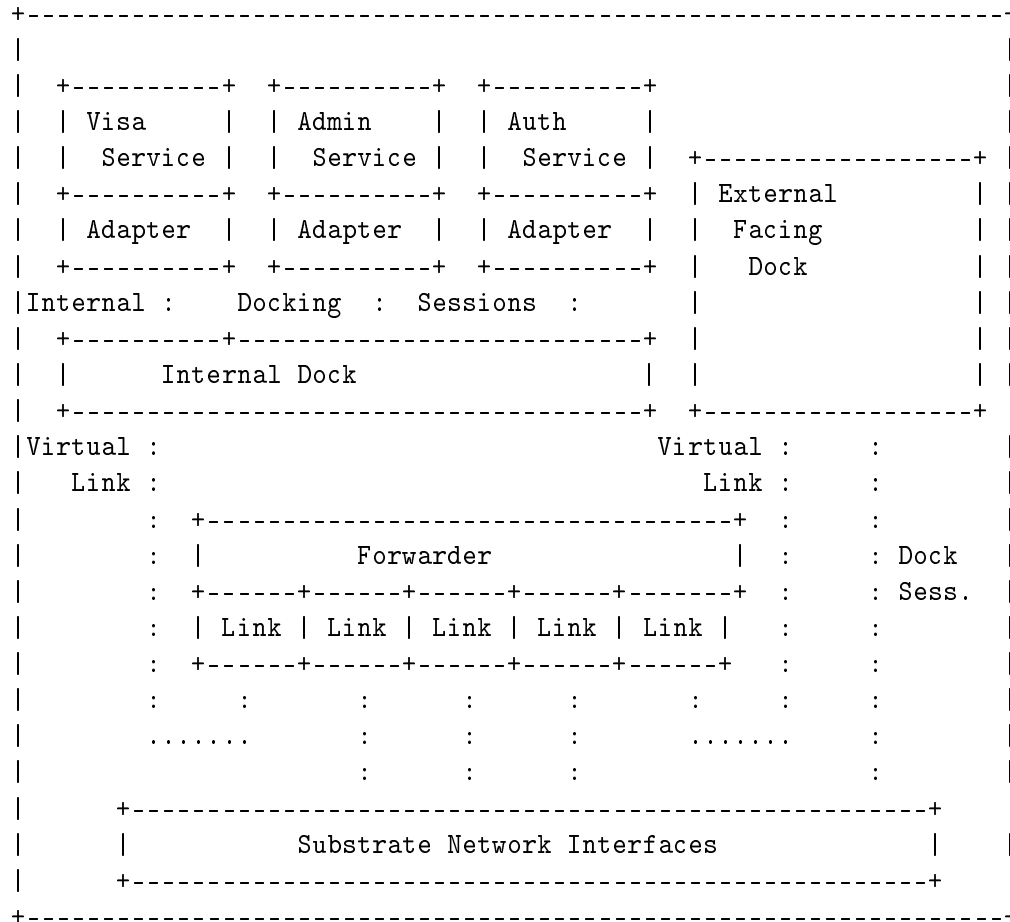 +------------------------------------------------------------------+
|                                                                  |
|  +----------+  +----------+  +----------+                        |
|  | Visa     |  | Admin    |  | Auth     |                        |
|  |  Service |  |  Service |  |  Service |  +------------------+  |
|  +----------+  +----------+  +----------+  | External         | |
|  | Adapter  |  | Adapter  |  | Adapter  |  |  Facing          | |
|  +----------+  +----------+  +----------+  |   Dock           | |
|Internal :    Docking  :  Sessions  :       |                  | |
|  +----------+---------------------------+  |                  | |
|  |      Internal Dock                   |  |                  | |
|  +--------------------------------------+  +------------------+
|Virtual :                                 Virtual :     :        |
|   Link :                                    Link :     :        |
|        :  +-----------------------------------+  :     :        |
|        :  |          Forwarder                |  :     : Dock
|        :  +------+------+------+------+-------+  :     : Sess.  |
|        :  | Link | Link | Link | Link | Link |   :     :        |
|        :  +------+------+------+------+------+   :     :        |
|        :     :       :      :      :       :     :     :        |
|        .......       :      :      :       .......     :        |
|                      :      :      :                   :        |
|      +-----------------------------------------------------+
|      |           Substrate Network Interfaces              |    |
|      +-----------------------------------------------------+
+------------------------------------------------------------------+